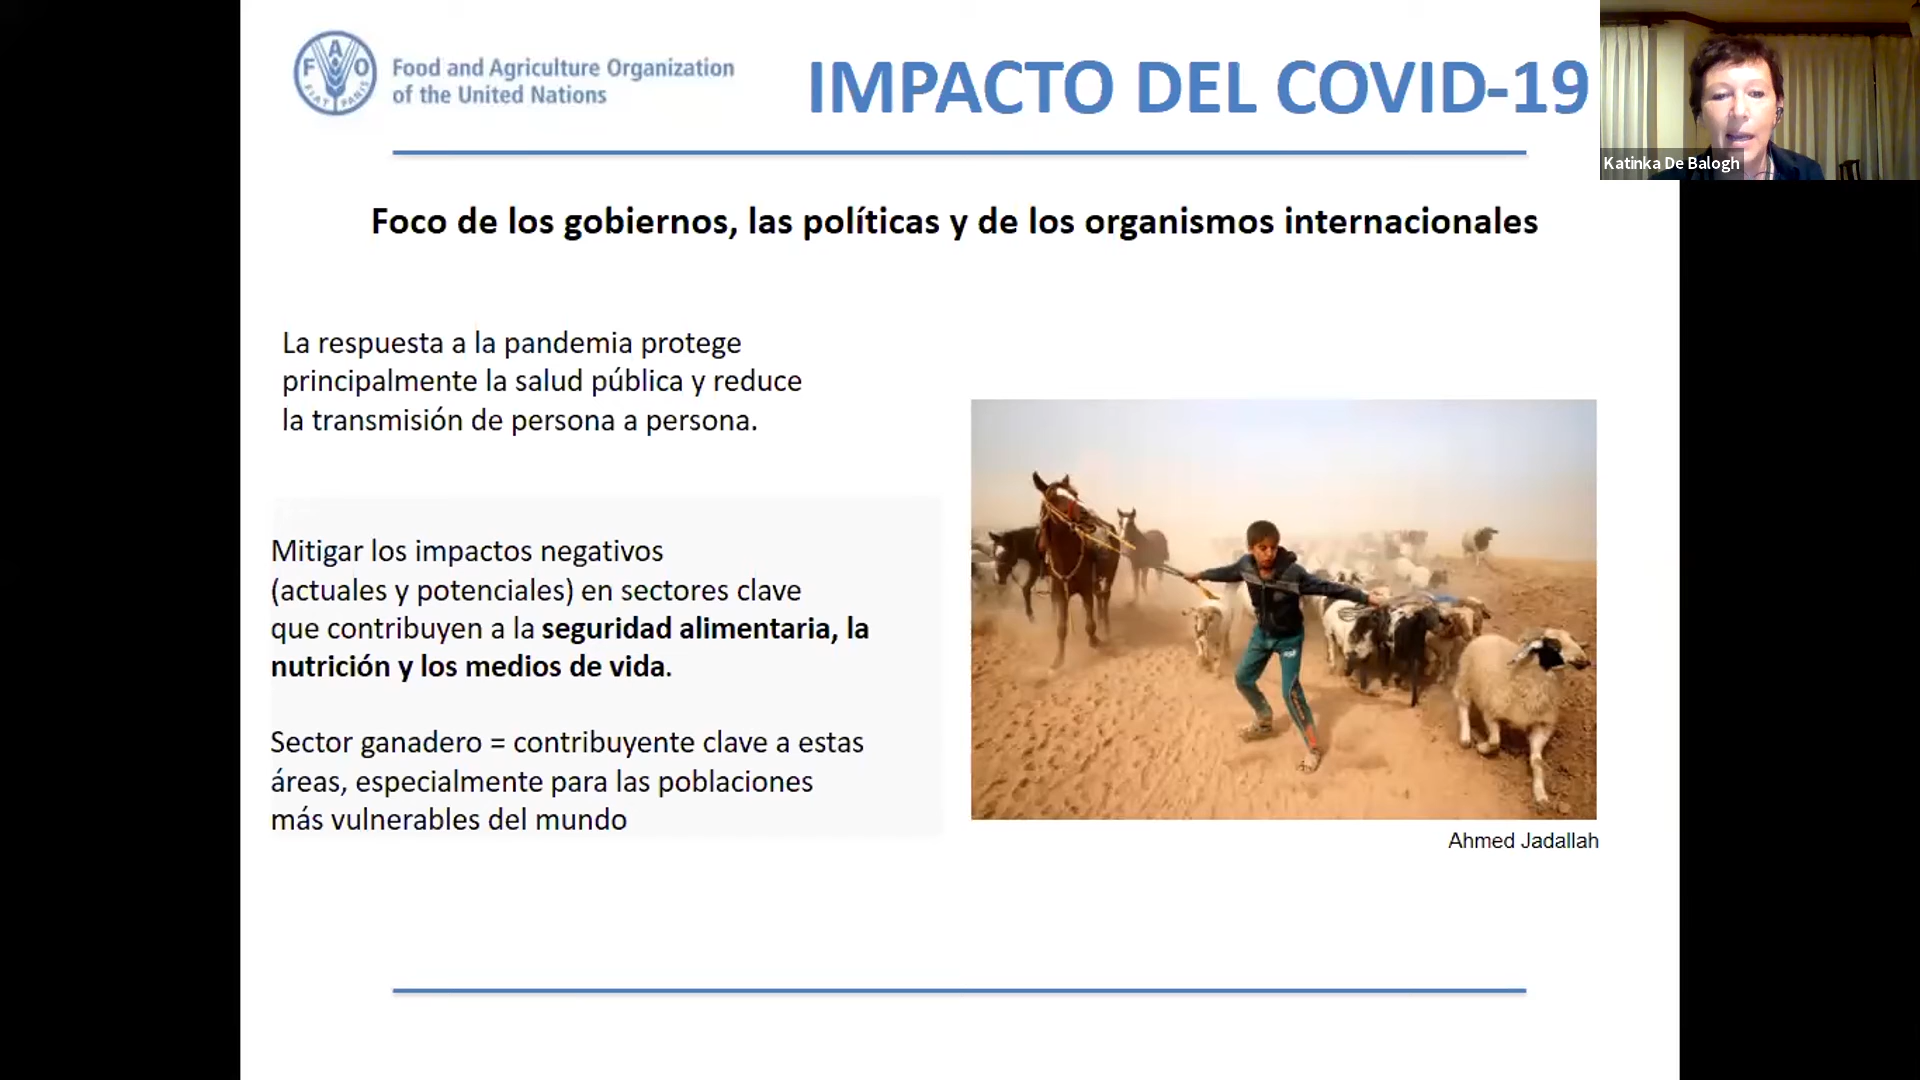 FAO
FIAT PANIS
Food and Agriculture Organization
of the United Nations
IMPACTO DEL COVID-19
Katinka De Balogh
Foco de los gobiernos, las políticas y de los organismos internacionales
La respuesta a la pandemia protege
principalmente la salud pública y reduce
la transmisión de persona a persona.
Mitigar los impactos negativos
(actuales y potenciales) en sectores clave
que contribuyen a la seguridad alimentaria, la
nutrición y los medios de vida.
Sector ganadero = contribuyente clave a estas
áreas, especialmente para las poblaciones
más vulnerables del mundo
Ahmed Jadallah